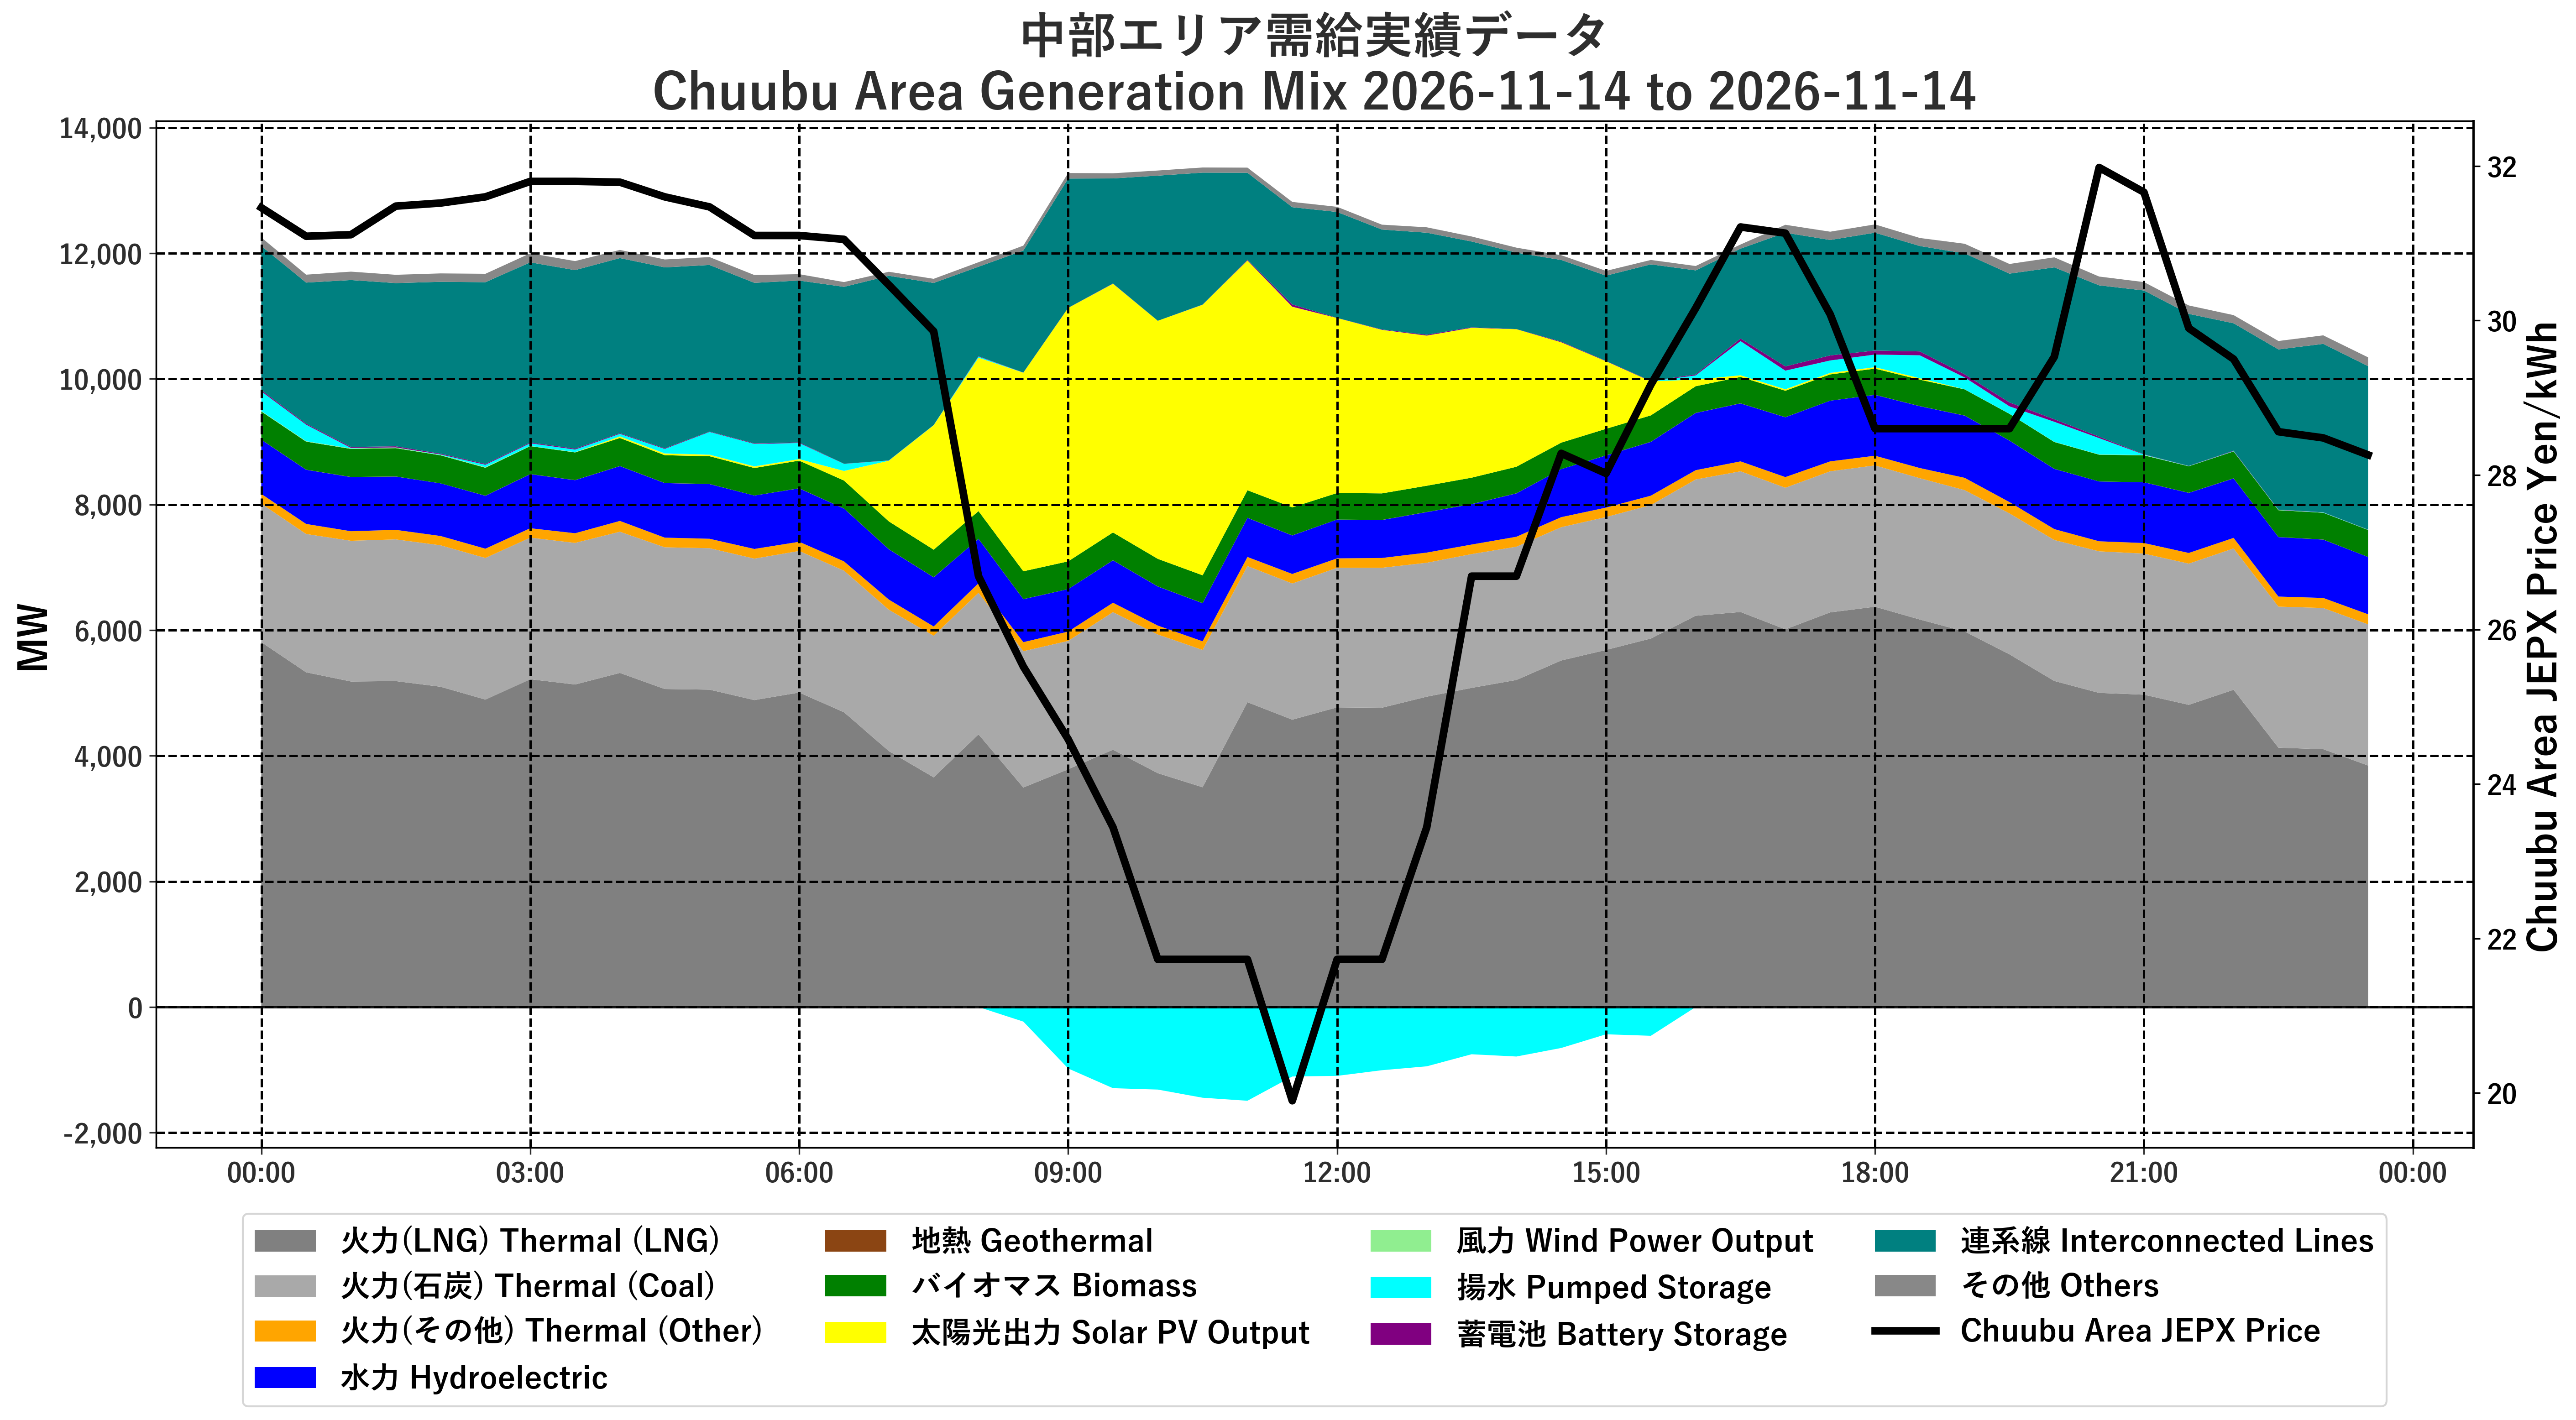 中部エリア需給実績データ
Chuubu Area Generation Mix 2026-11-14 to 2026-11-14
14,000
12,000
10,000
8,000
6,000
4,000
2,000
0
-2,000
MW
32
30
28
26
24
22
20
Chuubu Area JEPX Price Yen/kWh
00:00 03:00 06:00 09:00 12:00 15:00 18:00 21:00 00:00
火力(LNG) Thermal (LNG)
火力(石炭) Thermal (Coal)
火力(その他) Thermal (Other)
水力 Hydroelectric
地熱 Geothermal
バイオマス Biomass
太陽光出力 Solar PV Output
風力 Wind Power Output
揚水 Pumped Storage
蓄電池 Battery Storage
連系線 Interconnected Lines
その他 Others
Chuubu Area JEPX Price